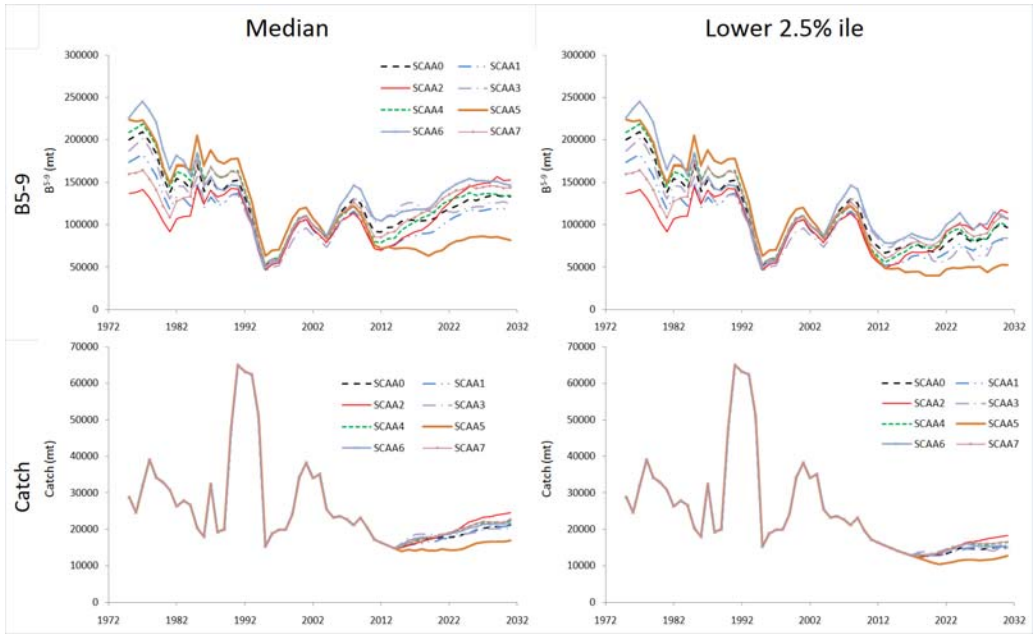 Median
Lower 2.5% ile
B5-9
B⁵⁻⁹ (mt)
300000
250000
200000
150000
100000
50000
0
1972
1982
1992
2002
2012
2022
2032
SCAA0
SCAA1
SCAA2
SCAA3
SCAA4
SCAA5
SCAA6
SCAA7
B⁵⁻⁹ (mt)
300000
250000
200000
150000
100000
50000
0
1972
1982
1992
2002
2012
2022
2032
SCAA0
SCAA1
SCAA2
SCAA3
SCAA4
SCAA5
SCAA6
SCAA7
Catch
Catch (mt)
70000
60000
50000
40000
30000
20000
10000
0
1972
1982
1992
2002
2012
2022
2032
SCAA0
SCAA1
SCAA2
SCAA3
SCAA4
SCAA5
SCAA6
SCAA7
Catch (mt)
70000
60000
50000
40000
30000
20000
10000
0
1972
1982
1992
2002
2012
2022
2032
SCAA0
SCAA1
SCAA2
SCAA3
SCAA4
SCAA5
SCAA6
SCAA7